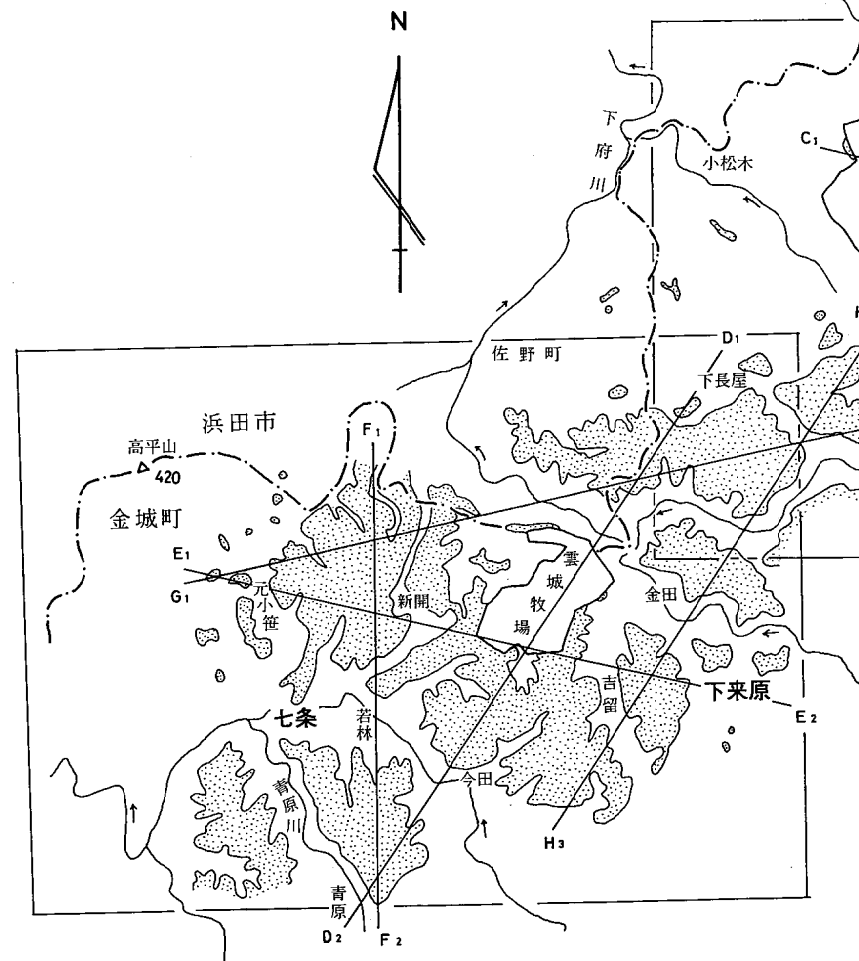 N
下府川
小松木
C1
佐野町
D1
下長屋
浜田市
F1
高平山
420
金城町
E1
G1
元小笹
新開
雲城牧場
金田
下来原
E2
吉留
七条
若林
今田
青原川
H3
青原
D2
F2